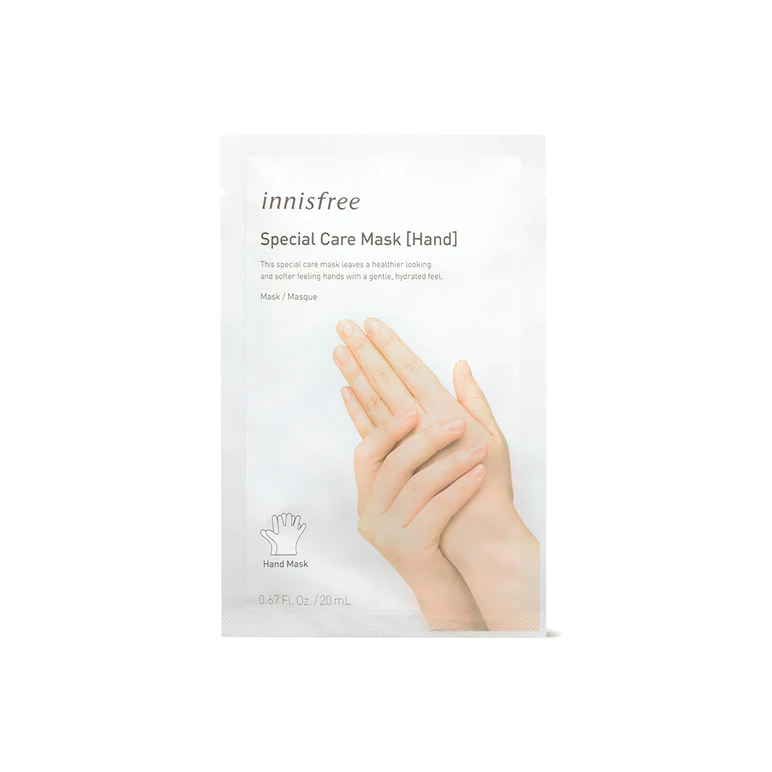 innisfree
Special Care Mask [Hand]
This special care mask leaves a healthier looking
and softer feeling hands with a gentle, hydrated feel.
Mask / Masque
Hand Mask
0.67 FL. Oz. / 20 mL